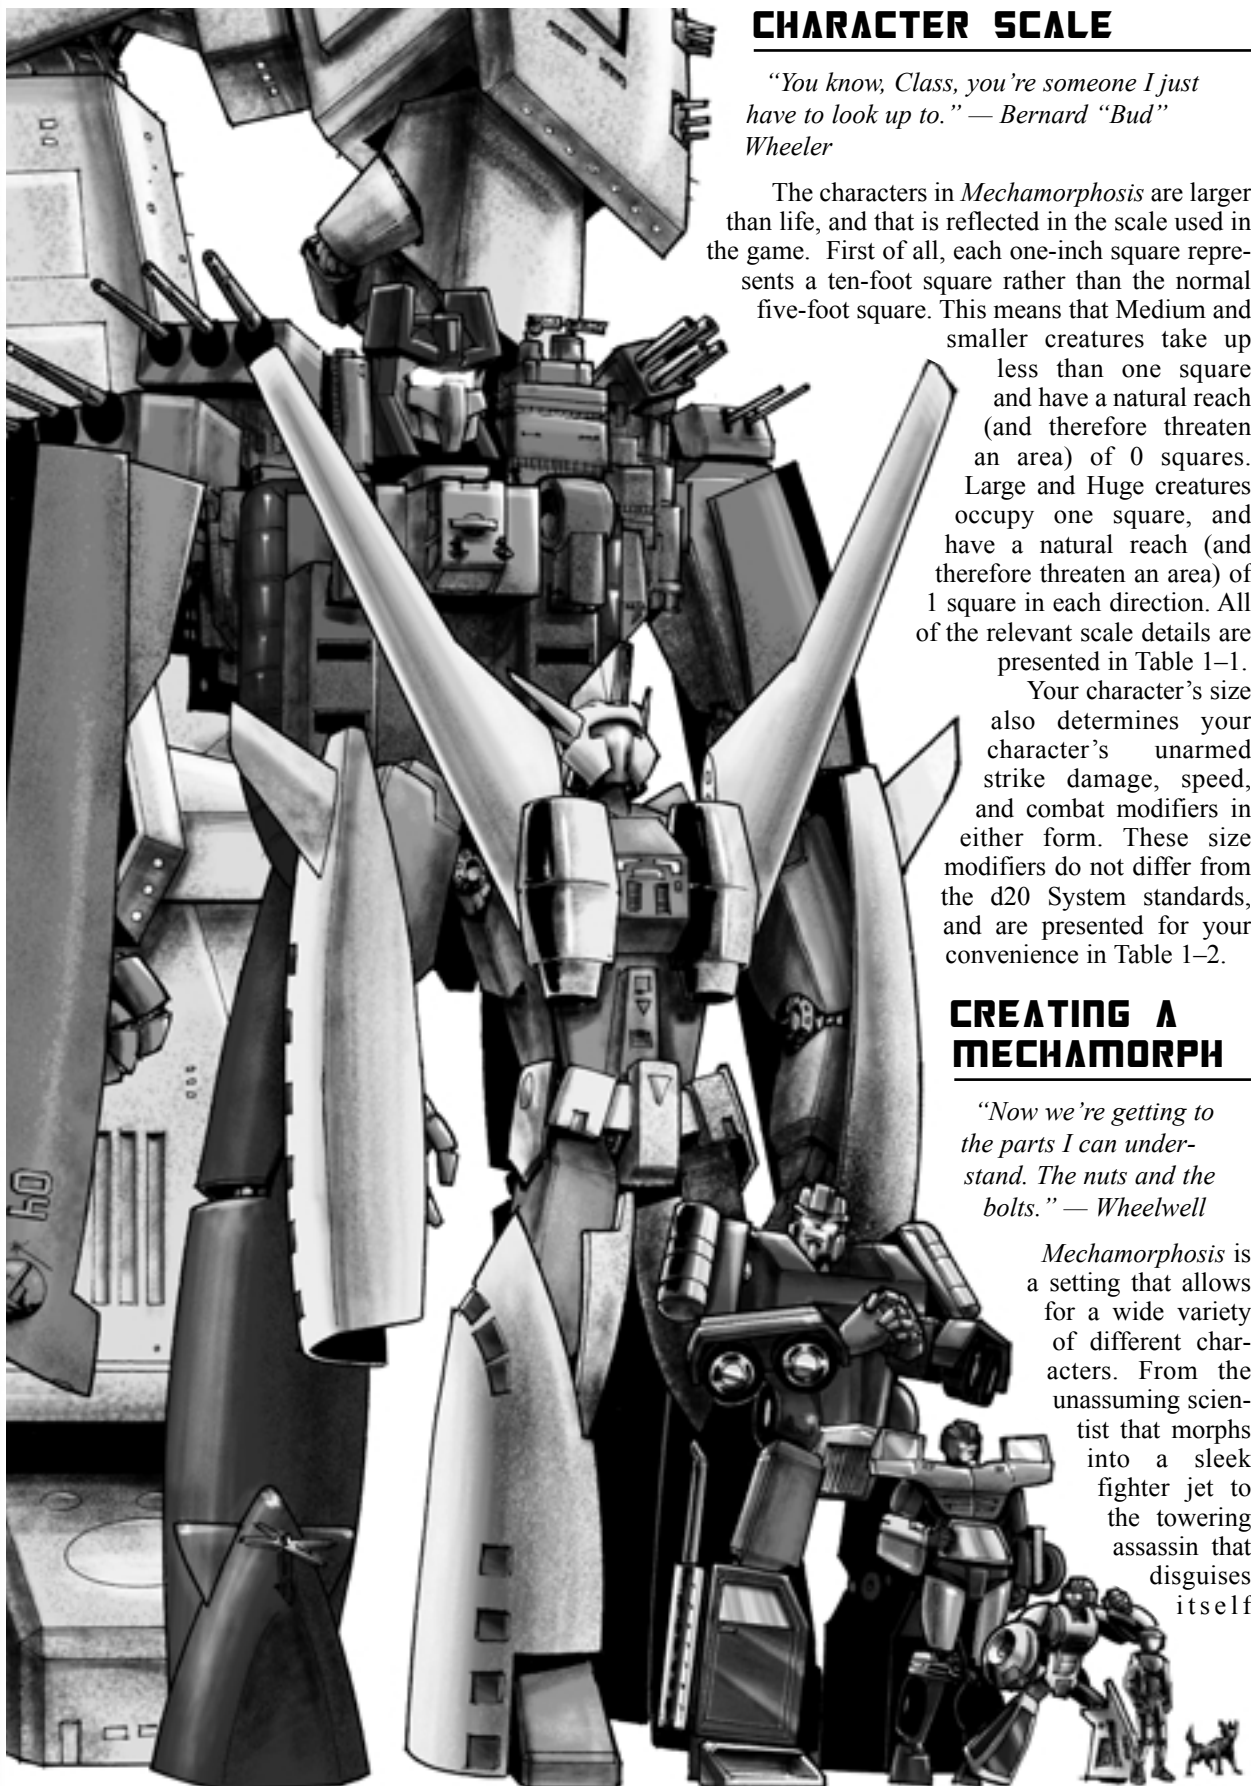 CHARACTER SCALE
“You know, Class, you’re someone I just
have to look up to.” — Bernard “Bud”
Wheeler
The characters in Mechamorphosis are larger
than life, and that is reflected in the scale used in
the game.  First of all, each one-inch square repre-
sents a ten-foot square rather than the normal
five-foot square. This means that Medium and
smaller creatures take up
less than one square
and have a natural reach
(and therefore threaten
an area) of 0 squares.
Large and Huge creatures
occupy one square, and
have a natural reach (and
therefore threaten an area) of
1 square in each direction. All
of the relevant scale details are
presented in Table 1–1.
Your character’s size
also determines your
character’s unarmed
strike damage, speed,
and combat modifiers in
either form. These size
modifiers do not differ from
the d20 System standards,
and are presented for your
convenience in Table 1–2.
CREATING A
MECHAMORPH
“Now we’re getting to
the parts I can under-
stand. The nuts and the
bolts.” — Wheelwell
Mechamorphosis is
a setting that allows
for a wide variety
of different char-
acters. From the
unassuming scien-
tist that morphs
into a sleek
fighter jet to
the towering
assassin that
disguises
itself